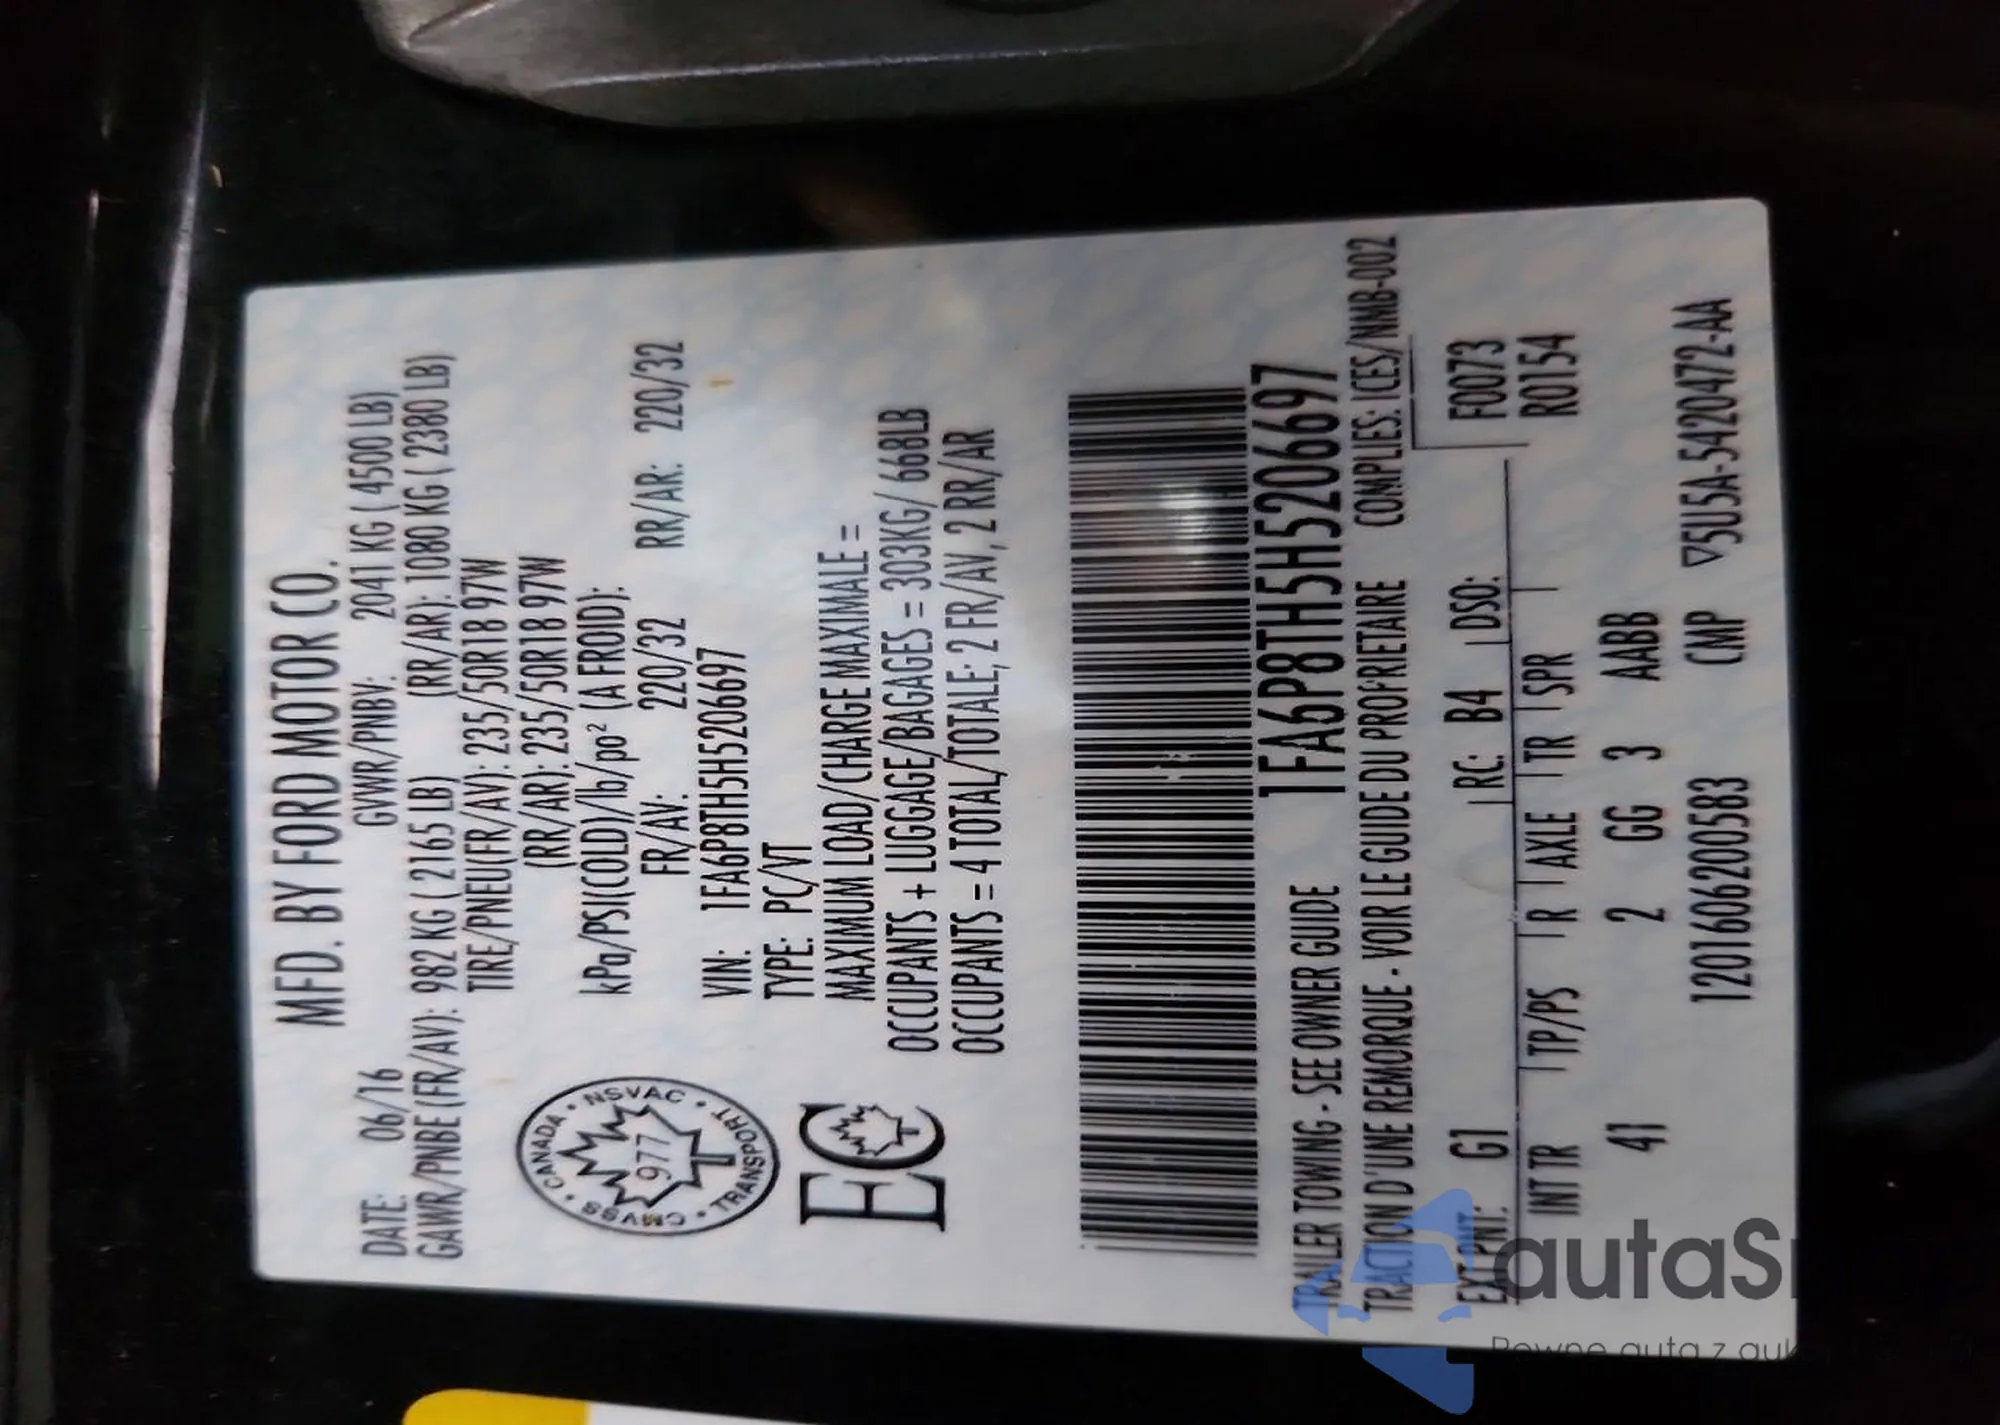 MFD. BY FORD MOTOR CO.
DATE: 06/16 GVWR/PNBV: 2041 KG ( 4500 LB)
GAWR/PNBE (FR/AV): 982 KG ( 2165 LB) (RR/AR): 1080 KG ( 2380 LB)
TIRE/PNEU(FR/AV): 235/50R18 97W
(RR/AR): 235/50R18 97W
kPa/PSI(COLD)/lb/po² (A FROID):
FR/AV: 220/32 RR/AR: 220/32
VIN: 1FA6P8TH5H5206697
TYPE: PC/VT
MAXIMUM LOAD/CHARGE MAXIMALE =
OCCUPANTS + LUGGAGE/BAGAGES = 303KG/ 668LB
OCCUPANTS = 4 TOTAL/TOTALE; 2 FR/AV, 2 RR/AR
CANADA • NSVAC • TRANSPORT • CMVSS
977
EC
1FA6P8TH5H5206697
TRAILER TOWING - SEE OWNER GUIDE
TRACTION D'UNE REMORQUE - VOIR LE GUIDE DU PROPRIETAIRE COMPLIES: ICES/NMB-002
EXT PNT: G1 RC: B4 DSO: F0073
R0154
INT TR TP/PS R AXLE TR SPR
41 2 GG 3 AABB
120160620​0583 CMP ▽5U5A-5420472-AA
autaS
Pewne auta z auk